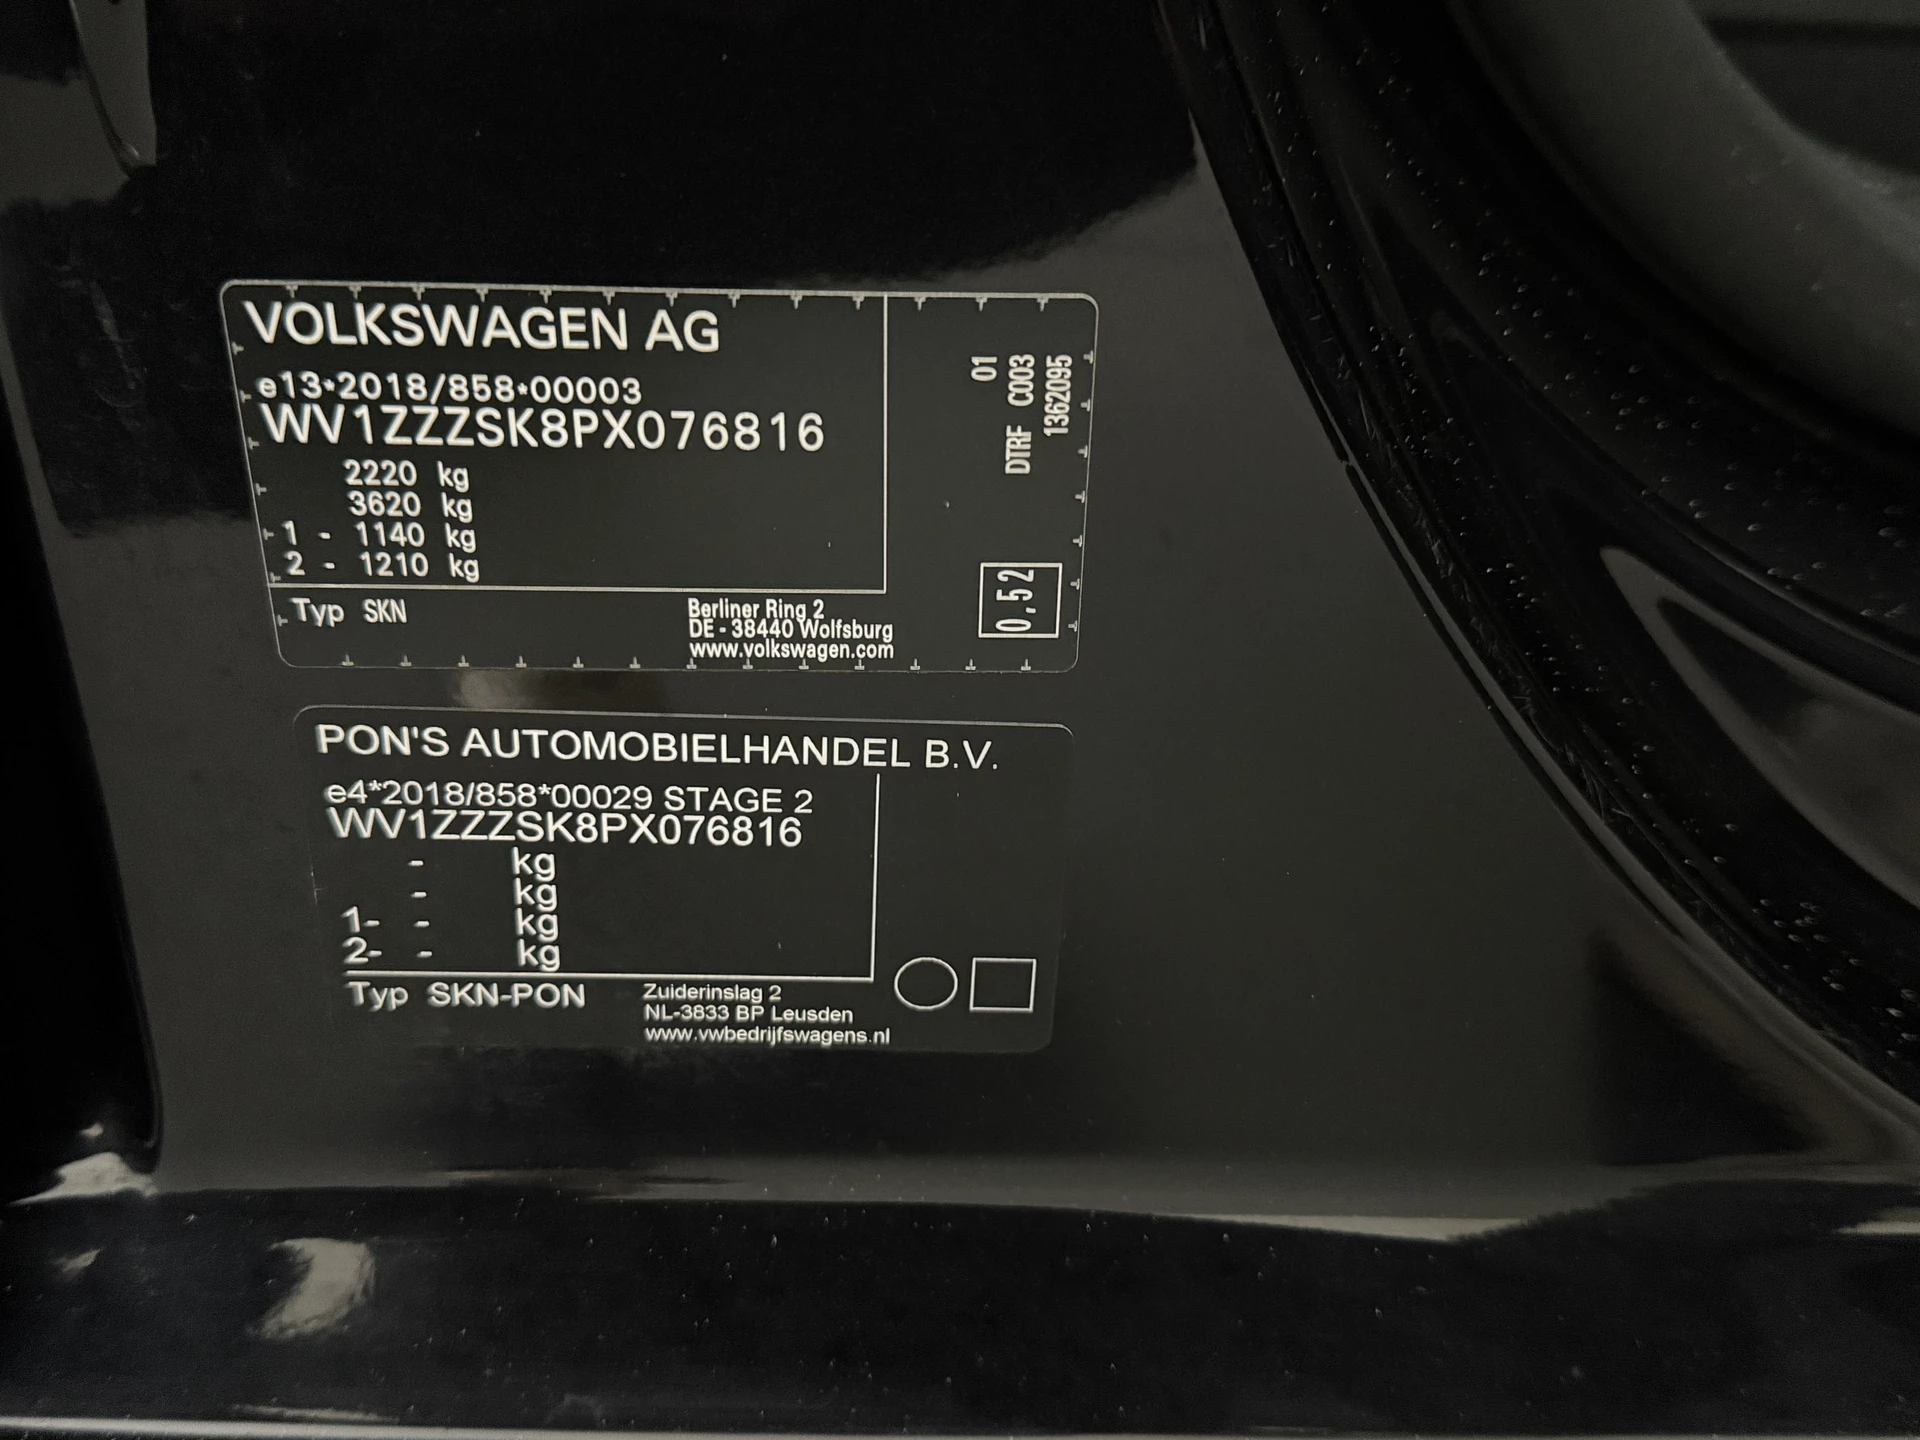 VOLKSWAGEN AG
e13*2018/858*00003
WV1ZZZSK8PX076816
2220 kg
3620 kg
1 - 1140 kg
2 - 1210 kg
Typ SKN
Berliner Ring 2
DE - 38440 Wolfsburg
www.volkswagen.com
01
DTRF C003
1362095
0,52
PON'S AUTOMOBIELHANDEL B.V.
e4*2018/858*00029 STAGE 2
WV1ZZZSK8PX076816
- kg
- kg
1- - kg
2- - kg
Typ SKN-PON
Zuiderinslag 2
NL-3833 BP Leusden
www.vwbedrijfswagens.nl